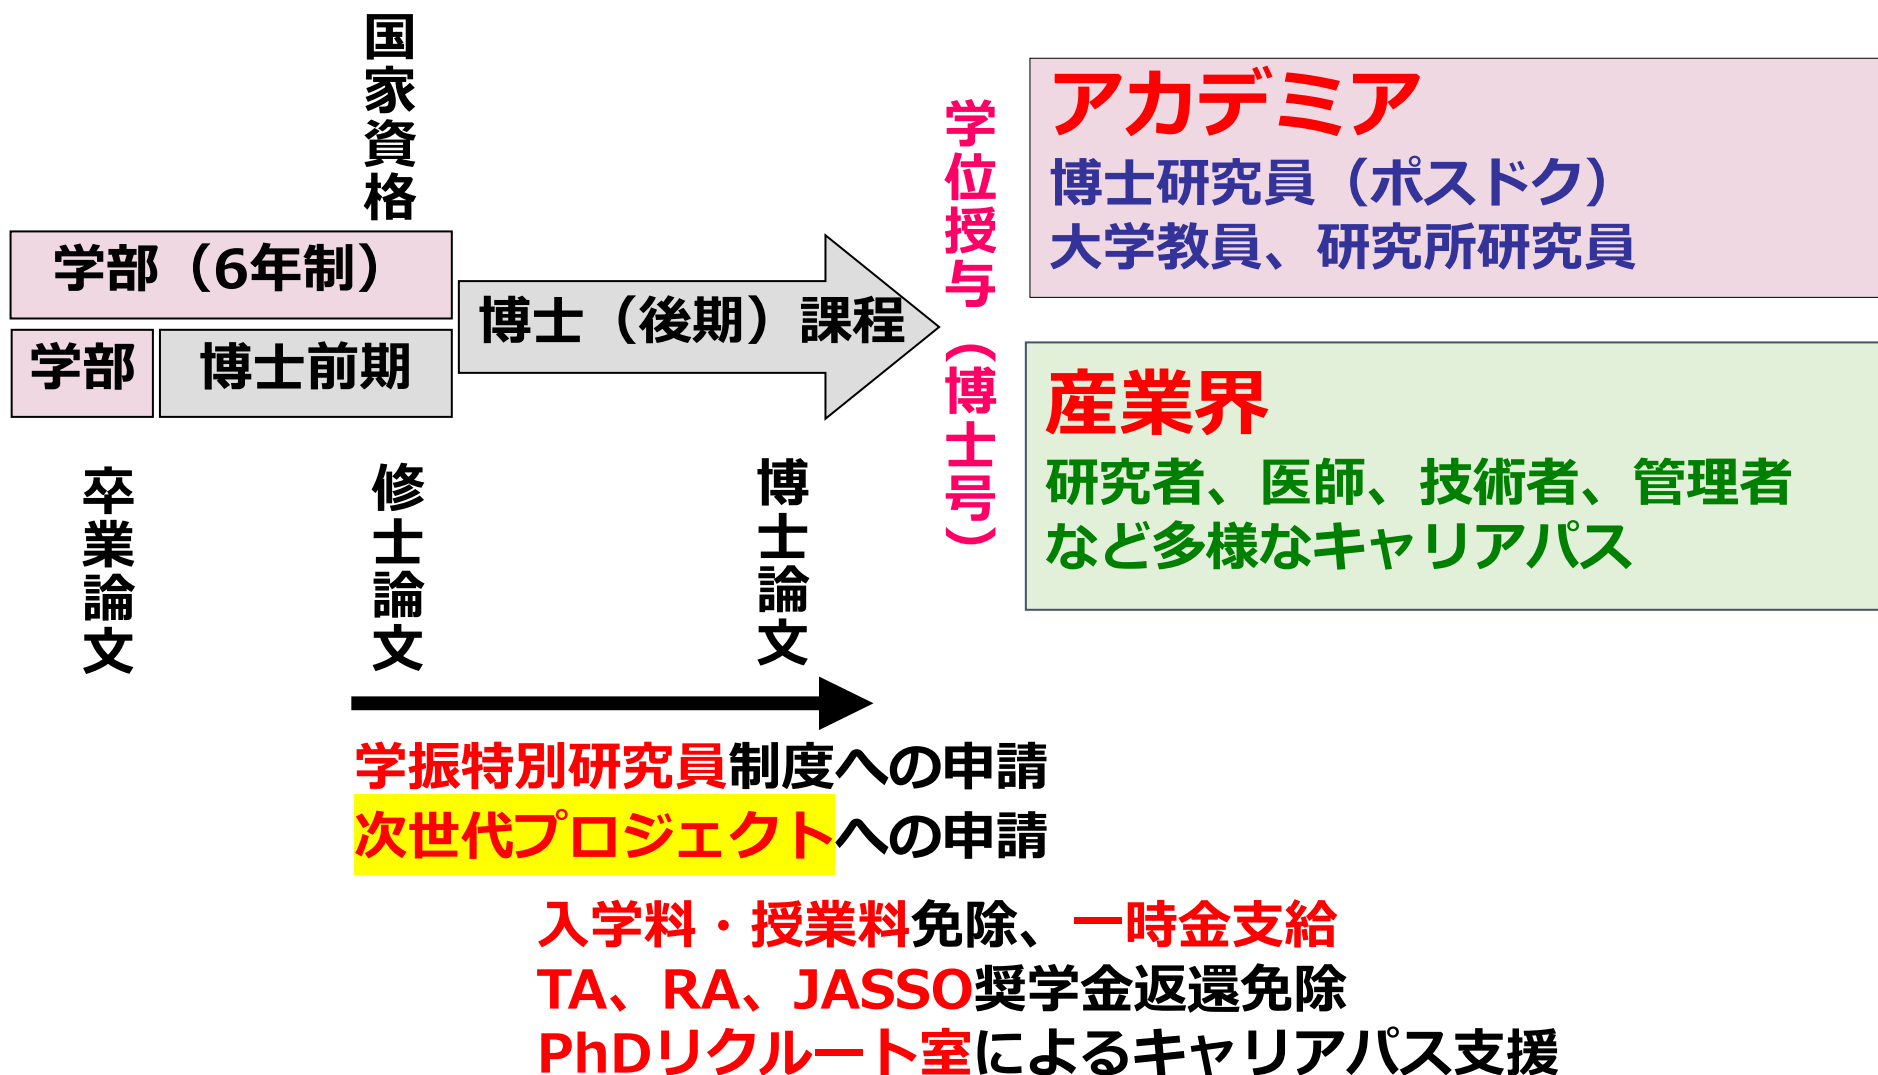 国家資格
学部（6年制）
学部
博士前期
博士（後期）課程
卒業論文
修士論文
博士論文
学位授与（博士号）
アカデミア
博士研究員（ポスドク）
大学教員、研究所研究員
産業界
研究者、医師、技術者、管理者
など多様なキャリアパス
学振特別研究員制度への申請
次世代プロジェクトへの申請
入学料・授業料免除、一時金支給
TA、RA、JASSO奨学金返還免除
PhDリクルート室によるキャリアパス支援